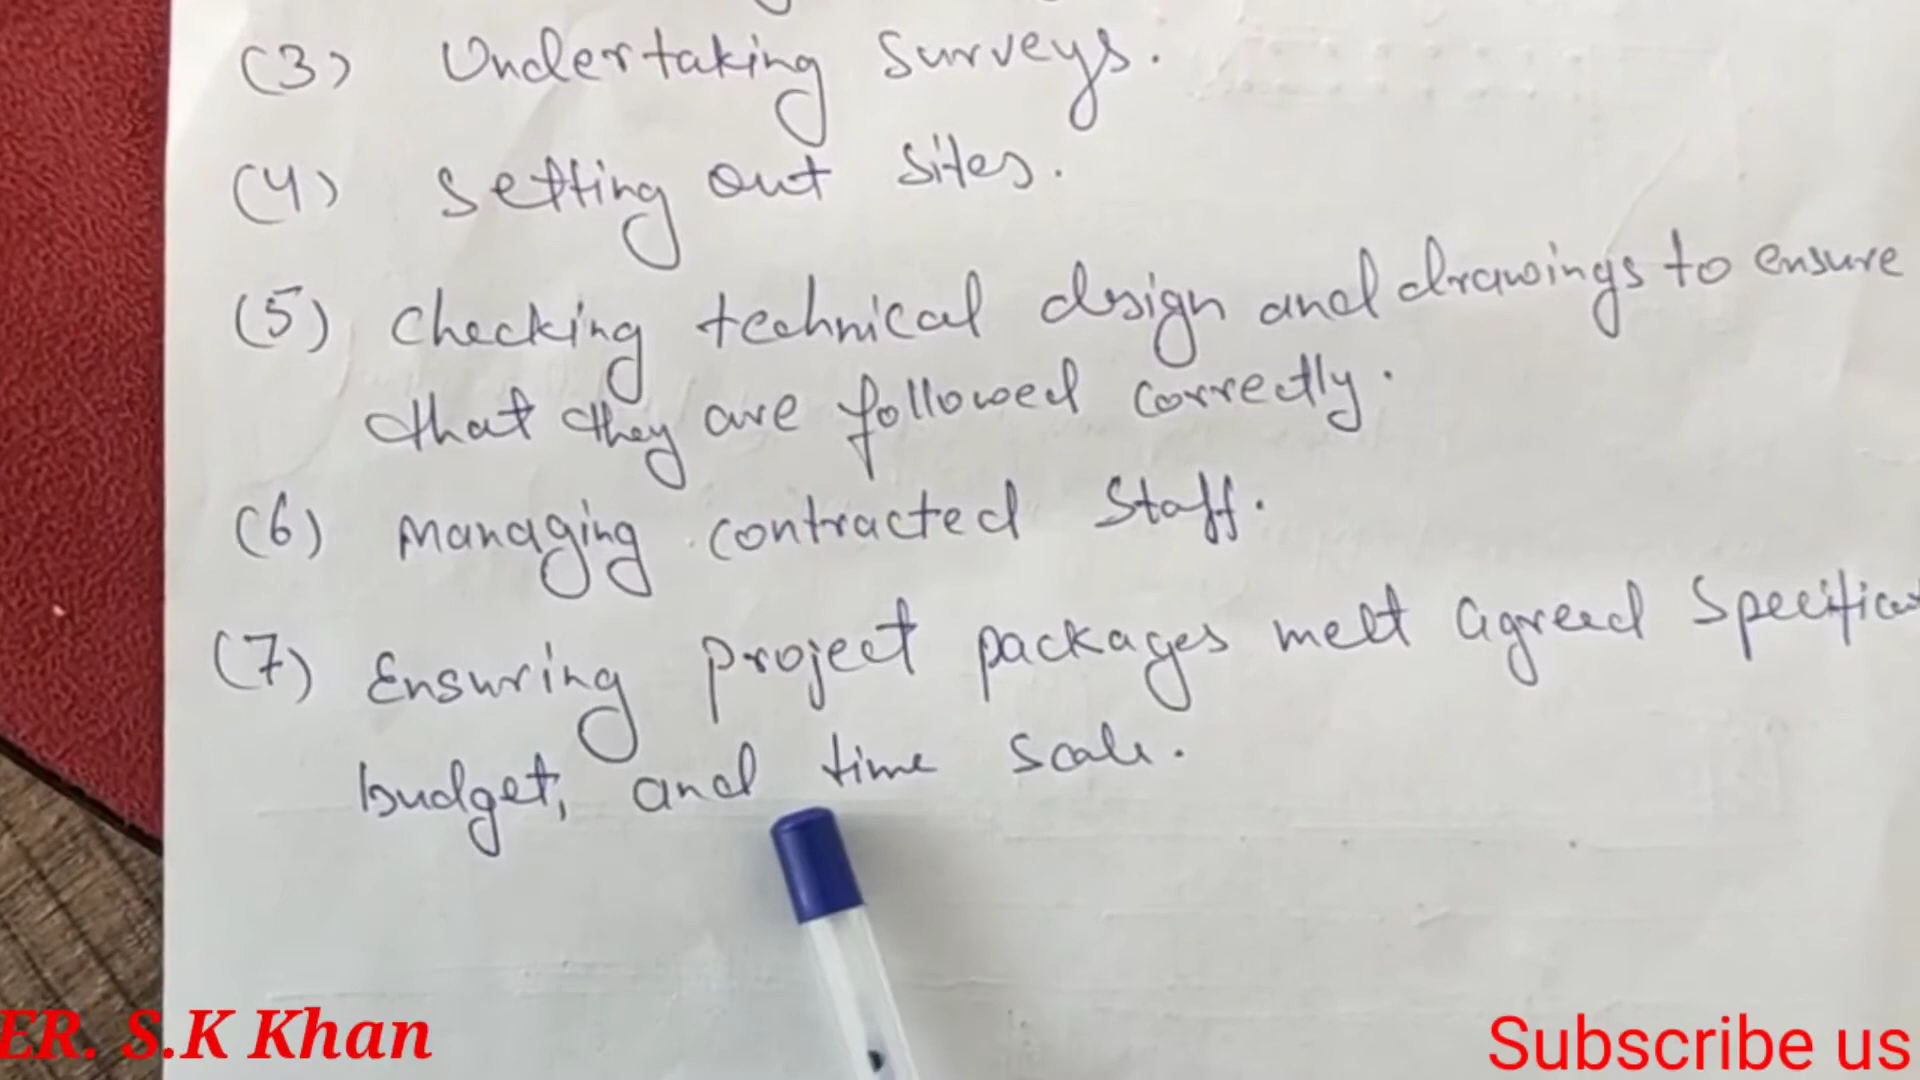 (3) Undertaking surveys.
(4) Setting out sites.
(5) checking technical design and drawings to ensure
that they are followed correctly.
(6) Managing contracted staff.
(7) Ensuring project packages meet agreed
budget, and time scale.
ER. S.K Khan
Subscribe us